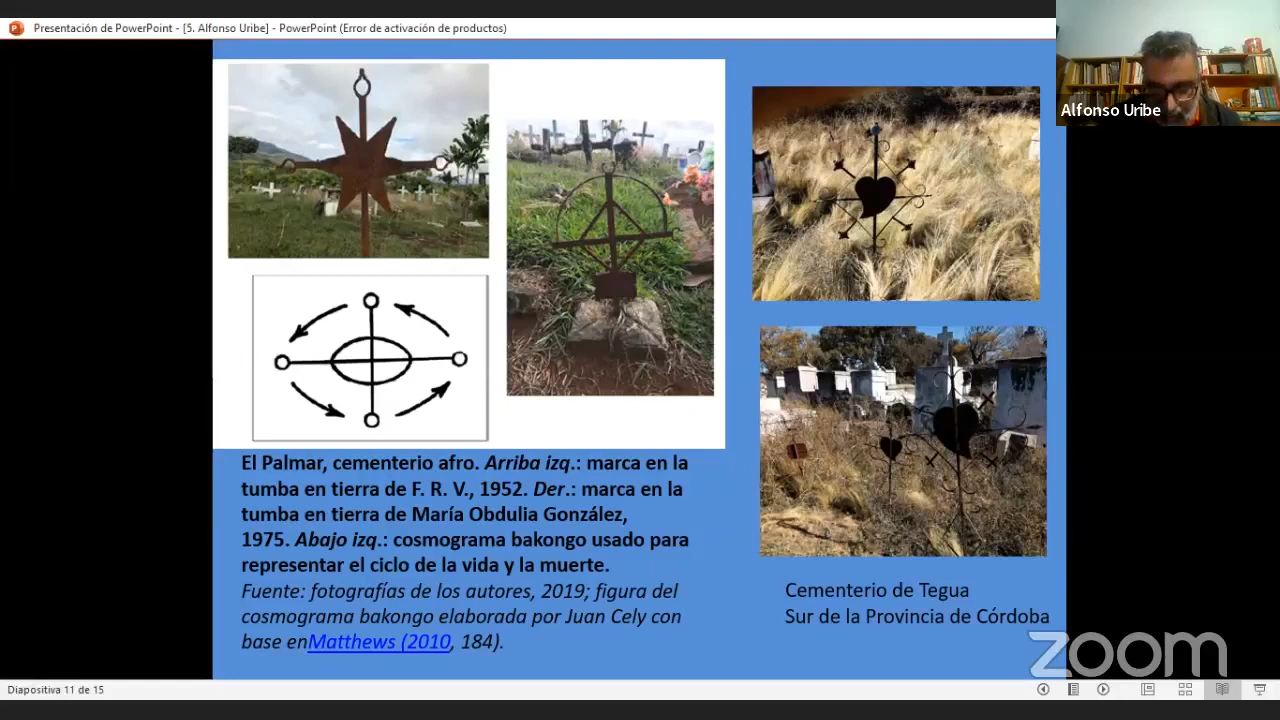 Presentación de PowerPoint - [5. Alfonso Uribe] - PowerPoint (Error de activación de productos)
Alfonso Uribe
El Palmar, cementerio afro. Arriba izq.: marca en la
tumba en tierra de F. R. V., 1952. Der.: marca en la
tumba en tierra de María Obdulia González,
1975. Abajo izq.: cosmograma bakongo usado para
representar el ciclo de la vida y la muerte.
Fuente: fotografías de los autores, 2019; figura del
cosmograma bakongo elaborada por Juan Cely con
base enMatthews (2010, 184).
Cementerio de Tegua
Sur de la Provincia de Córdoba
zoom
Diapositiva 11 de 15